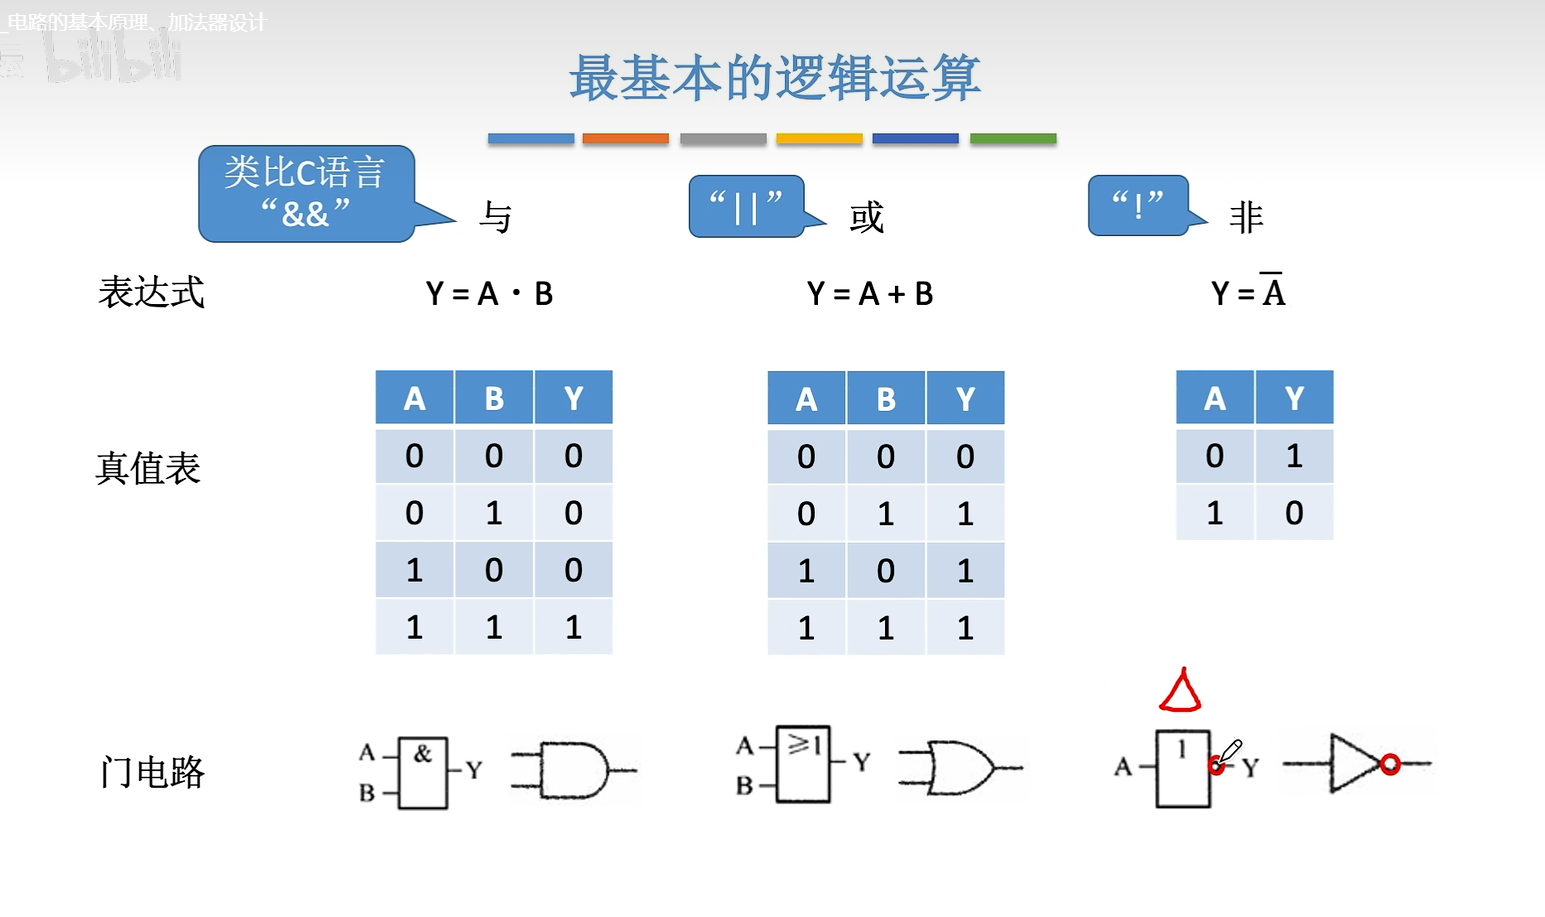 _电路的基本原理、加法器设计
bilibili
最基本的逻辑运算
类比C语言
“&&”
与
“||”
或
“!”
非
表达式
Y = A · B
Y = A + B
Y = A̅
真值表
A B Y
0 0 0
0 1 0
1 0 0
1 1 1
A B Y
0 0 0
0 1 1
1 0 1
1 1 1
A Y
0 1
1 0
门电路
A
B
&
Y
A
B
≥1
Y
A
1
Y